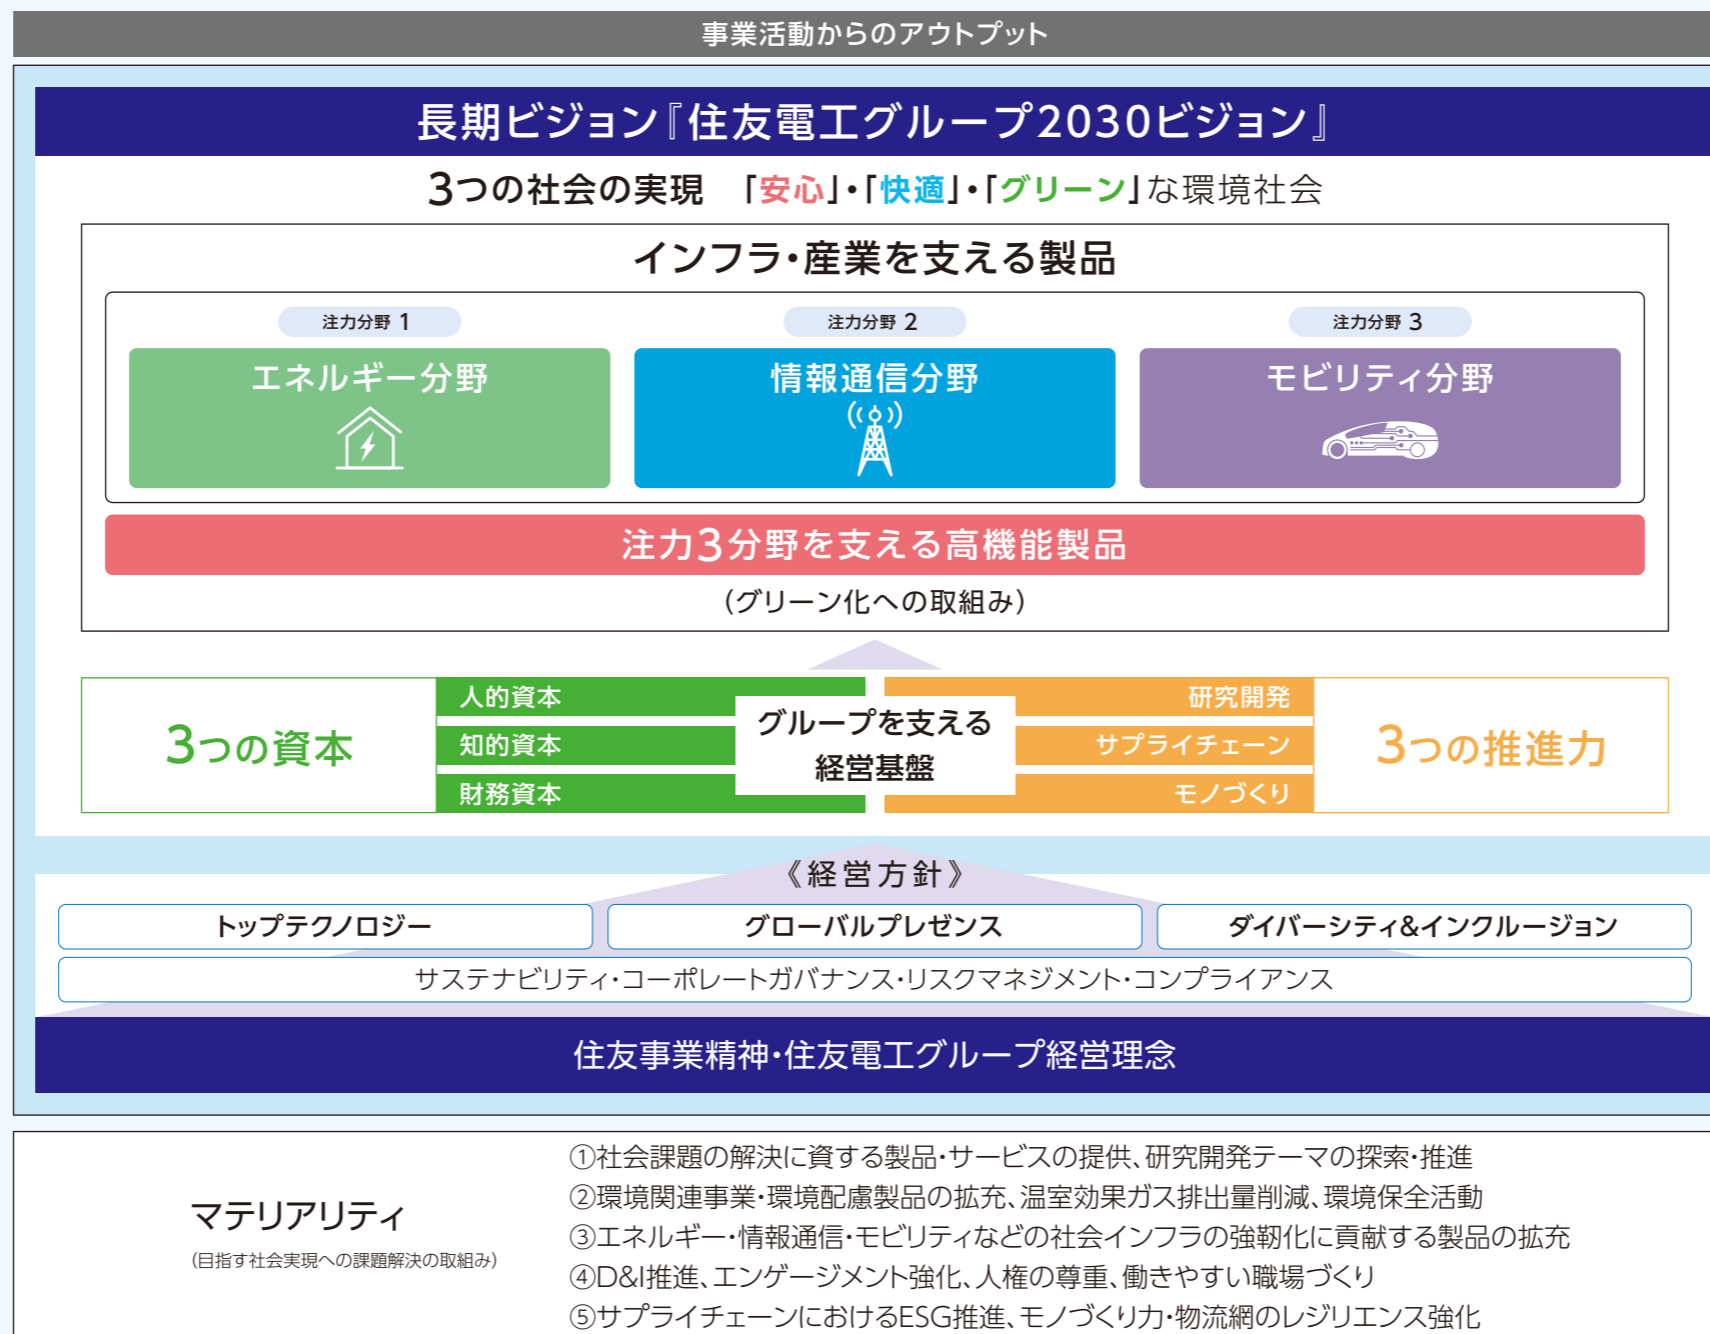 事業活動からのアウトプット
長期ビジョン『住友電工グループ2030ビジョン』
3つの社会の実現 「安心」・「快適」・「グリーン」な環境社会
インフラ・産業を支える製品
注力分野 1
エネルギー分野
注力分野 2
情報通信分野
注力分野 3
モビリティ分野
注力3分野を支える高機能製品
(グリーン化への取組み)
3つの資本
人的資本
知的資本
財務資本
グループを支える
経営基盤
研究開発
サプライチェーン
モノづくり
3つの推進力
《経営方針》
トップテクノロジー
グローバルプレゼンス
ダイバーシティ&インクルージョン
サステナビリティ・コーポレートガバナンス・リスクマネジメント・コンプライアンス
住友事業精神・住友電工グループ経営理念
マテリアリティ
(目指す社会実現への課題解決の取組み)
①社会課題の解決に資する製品・サービスの提供、研究開発テーマの探索・推進
②環境関連事業・環境配慮製品の拡充、温室効果ガス排出量削減、環境保全活動
③エネルギー・情報通信・モビリティなどの社会インフラの強靭化に貢献する製品の拡充
④D&I推進、エンゲージメント強化、人権の尊重、働きやすい職場づくり
⑤サプライチェーンにおけるESG推進、モノづくり力・物流網のレジリエンス強化